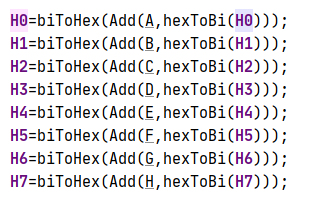 H0=biToHex(Add(A,hexToBi(H0)));
H1=biToHex(Add(B,hexToBi(H1)));
H2=biToHex(Add(C,hexToBi(H2)));
H3=biToHex(Add(D,hexToBi(H3)));
H4=biToHex(Add(E,hexToBi(H4)));
H5=biToHex(Add(F,hexToBi(H5)));
H6=biToHex(Add(G,hexToBi(H6)));
H7=biToHex(Add(H,hexToBi(H7)));